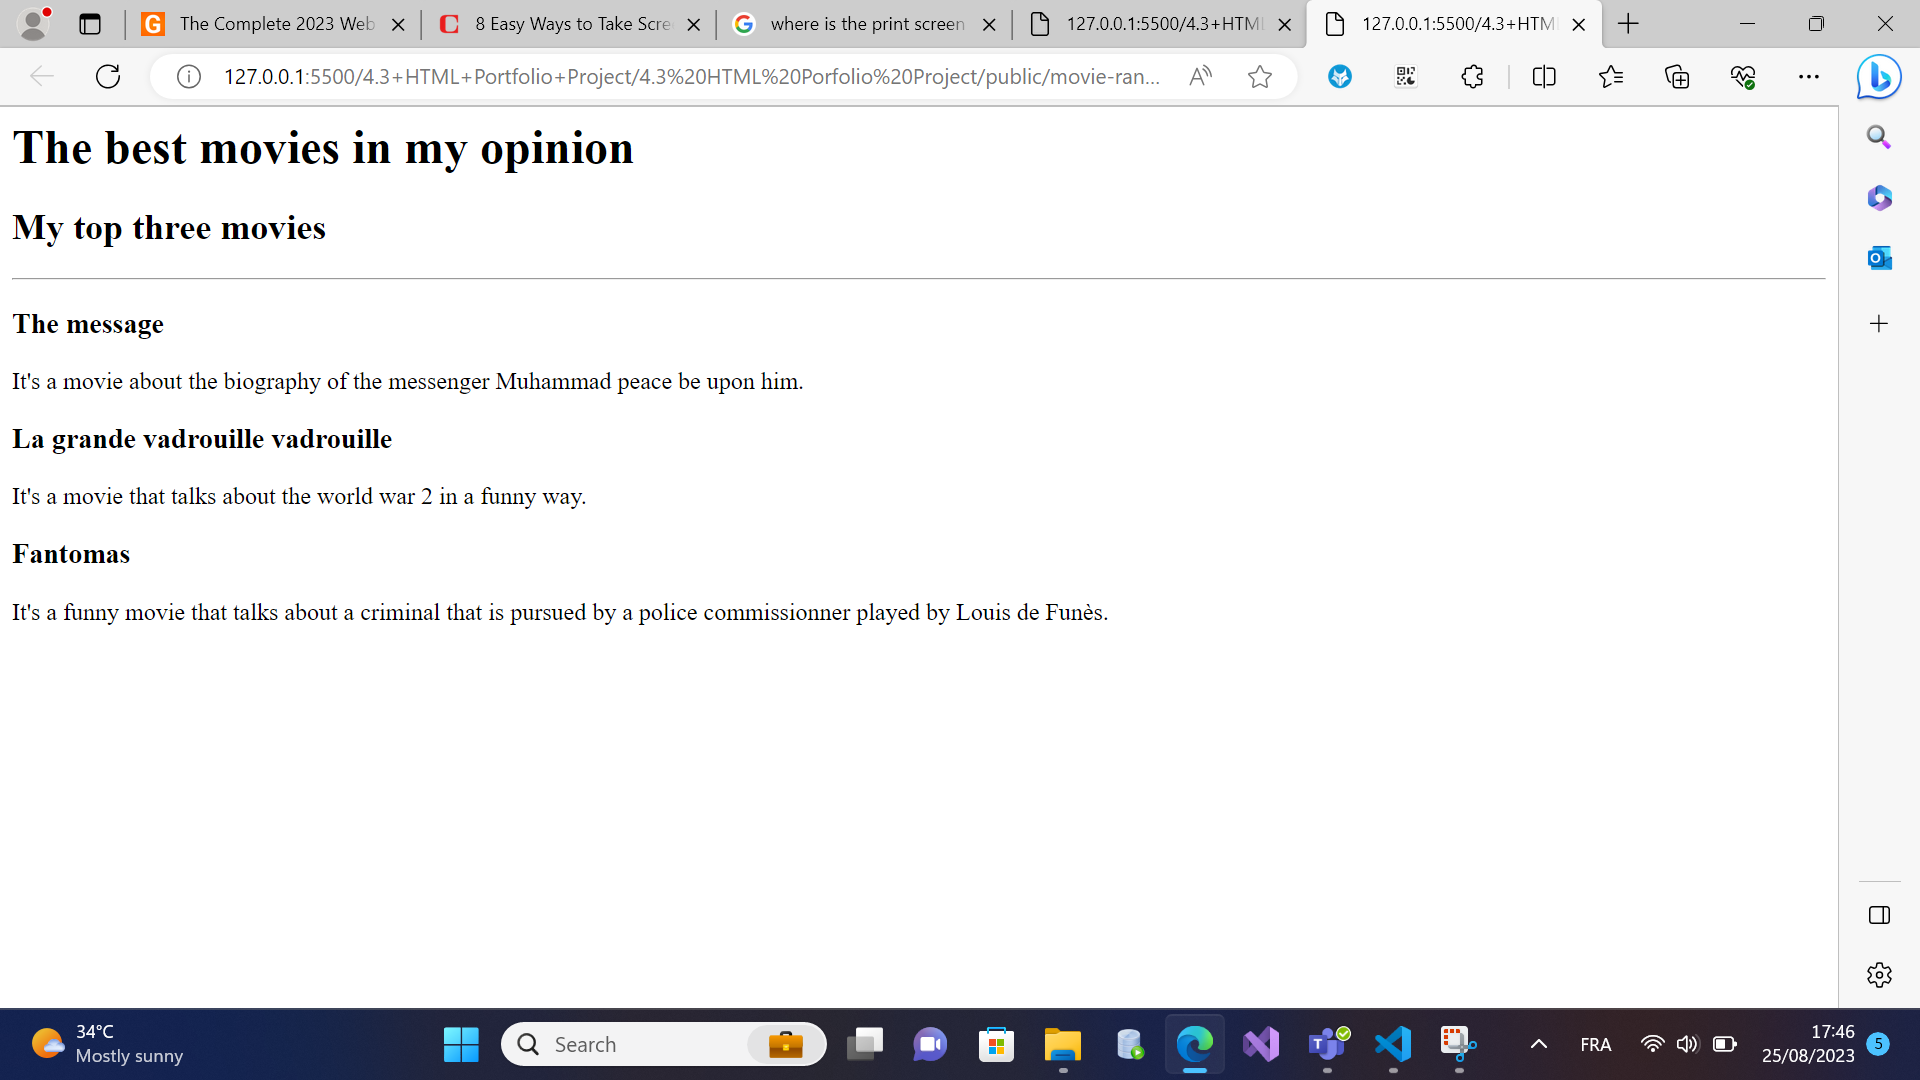 The Complete 2023 Web
8 Easy Ways to Take Scre
where is the print screen
127.0.0.1:5500/4.3+HTM
127.0.0.1:5500/4.3+HTM
127.0.0.1:5500/4.3+HTML+Portfolio+Project/4.3%20HTML%20Porfolio%20Project/public/movie-ran...
The best movies in my opinion
My top three movies
The message
It's a movie about the biography of the messenger Muhammad peace be upon him.
La grande vadrouille vadrouille
It's a movie that talks about the world war 2 in a funny way.
Fantomas
It's a funny movie that talks about a criminal that is pursued by a police commissionner played by Louis de Funès.
34°C
Mostly sunny
Search
FRA
17:46
25/08/2023
5